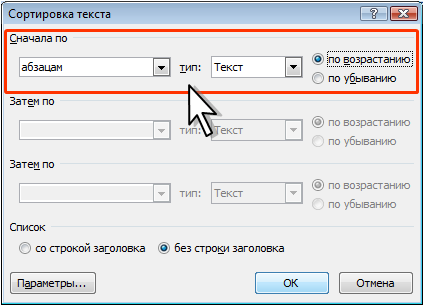 Сортировка текста
Сначала по
абзацам тип: Текст по возрастанию
по убыванию
Затем по
тип: Текст по возрастанию
по убыванию
Затем по
тип: Текст по возрастанию
по убыванию
Список
со строкой заголовка без строки заголовка
Параметры... ОК Отмена